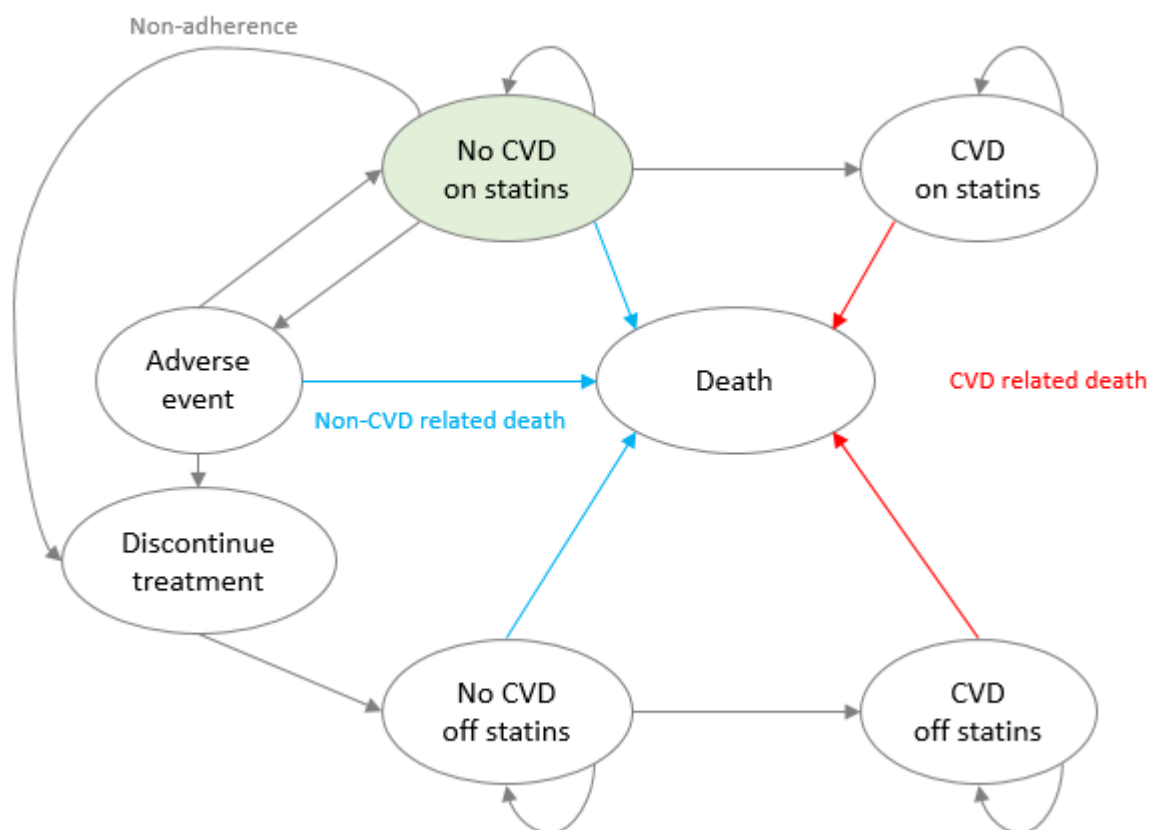 Non-adherence
No CVD
on statins
CVD
on statins
Adverse
event
Death
CVD related death
Non-CVD related death
Discontinue
treatment
No CVD
off statins
CVD
off statins